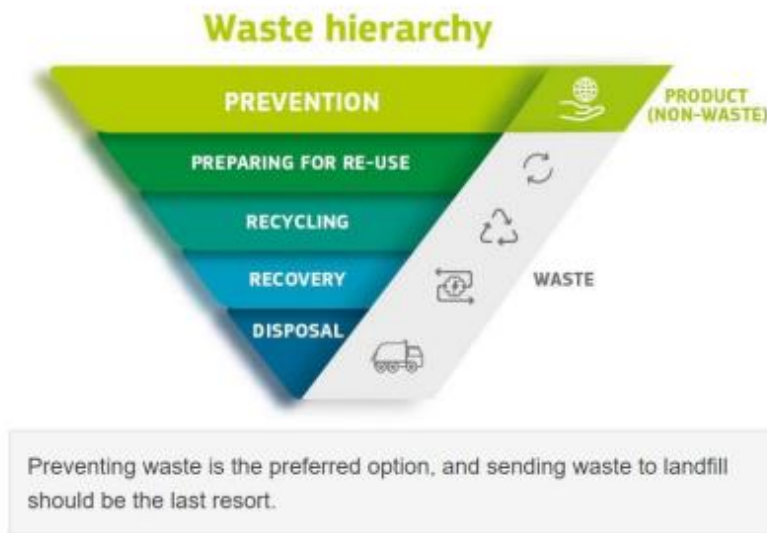 Waste hierarchy
PREVENTION
PRODUCT
(NON-WASTE)
PREPARING FOR RE-USE
RECYCLING
RECOVERY
WASTE
DISPOSAL
Preventing waste is the preferred option, and sending waste to landfill
should be the last resort.